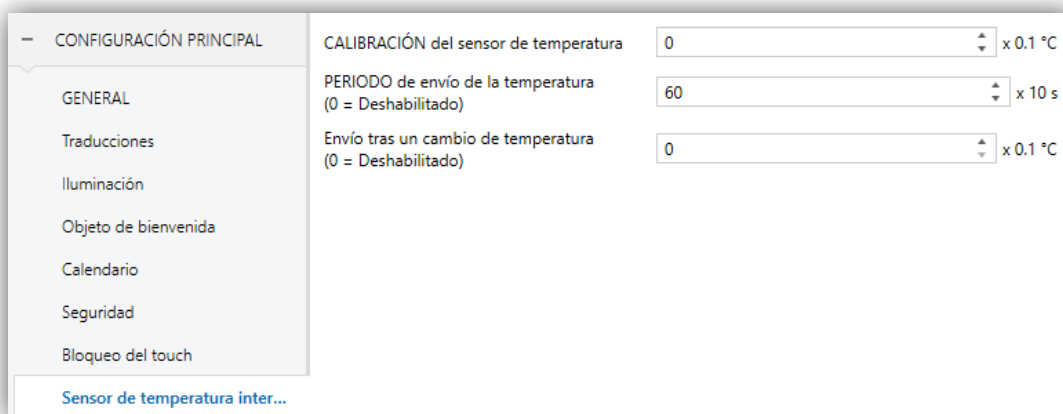 − CONFIGURACIÓN PRINCIPAL
GENERAL
Traducciones
Iluminación
Objeto de bienvenida
Calendario
Seguridad
Bloqueo del touch
Sensor de temperatura inter...
CALIBRACIÓN del sensor de temperatura 0 x 0.1 °C
PERIODO de envío de la temperatura
(0 = Deshabilitado) 60 x 10 s
Envío tras un cambio de temperatura
(0 = Deshabilitado) 0 x 0.1 °C